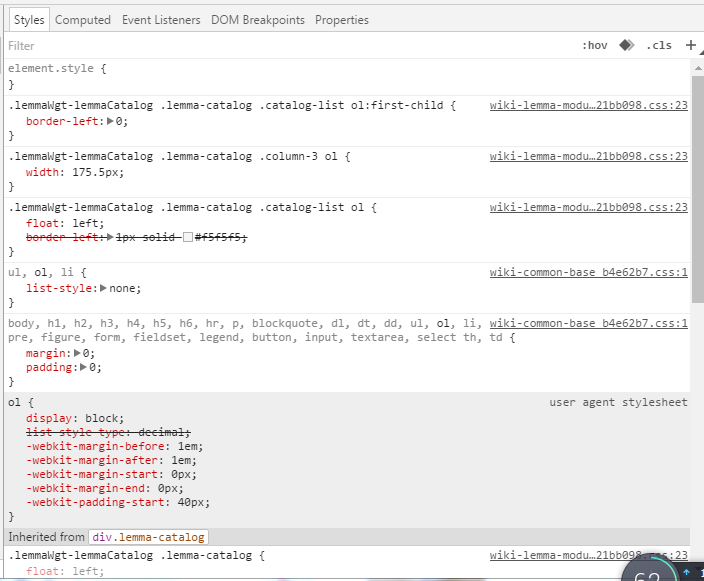 Styles Computed Event Listeners DOM Breakpoints Properties
Filter :hov .cls +
element.style {
}
.lemmaWgt-lemmaCatalog .lemma-catalog .catalog-list ol:first-child { wiki-lemma-modu…21bb098.css:23
border-left:▶0;
}
.lemmaWgt-lemmaCatalog .lemma-catalog .column-3 ol { wiki-lemma-modu…21bb098.css:23
width: 175.5px;
}
.lemmaWgt-lemmaCatalog .lemma-catalog .catalog-list ol { wiki-lemma-modu…21bb098.css:23
float: left;
border-left:▶1px solid #f5f5f5;
}
ul, ol, li { wiki-common-base_b4e62b7.css:1
list-style:▶none;
}
body, h1, h2, h3, h4, h5, h6, hr, p, blockquote, dl, dt, dd, ul, ol, li, wiki-common-base_b4e62b7.css:1
pre, figure, form, fieldset, legend, button, input, textarea, select th, td {
margin:▶0;
padding:▶0;
}
ol { user agent stylesheet
display: block;
list-style-type: decimal;
-webkit-margin-before: 1em;
-webkit-margin-after: 1em;
-webkit-margin-start: 0px;
-webkit-margin-end: 0px;
-webkit-padding-start: 40px;
}
Inherited from div.lemma-catalog
.lemmaWgt-lemmaCatalog .lemma-catalog { wiki-lemma-modu…21bb098.css:23
float: left;